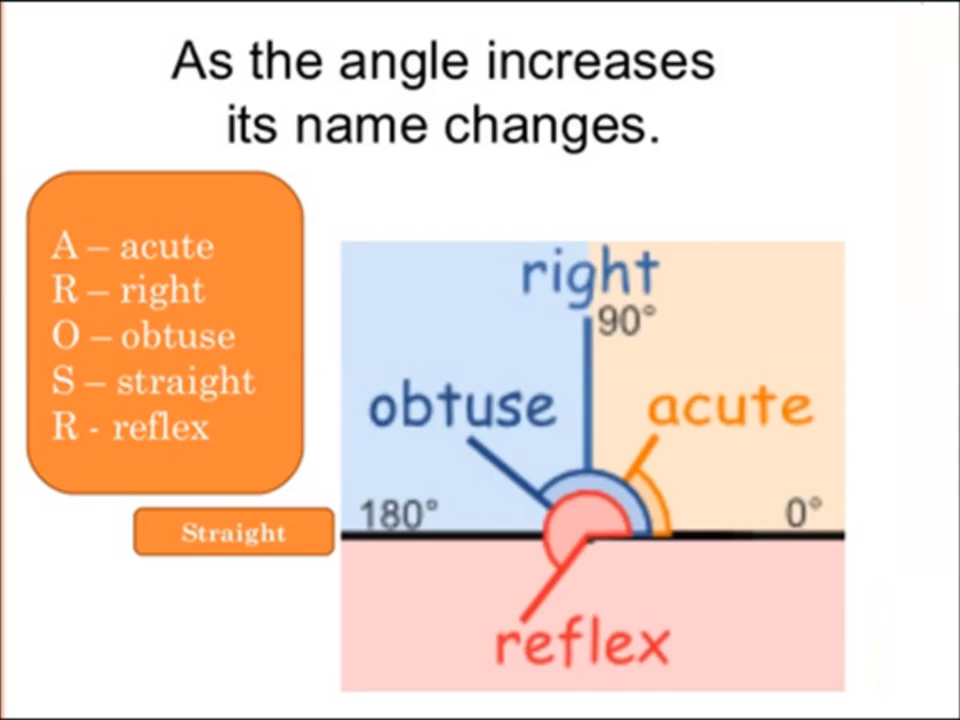 As the angle increases
its name changes.
A – acute
R – right
O – obtuse
S – straight
R - reflex
Straight
right
90°
obtuse
acute
180°
0°
reflex